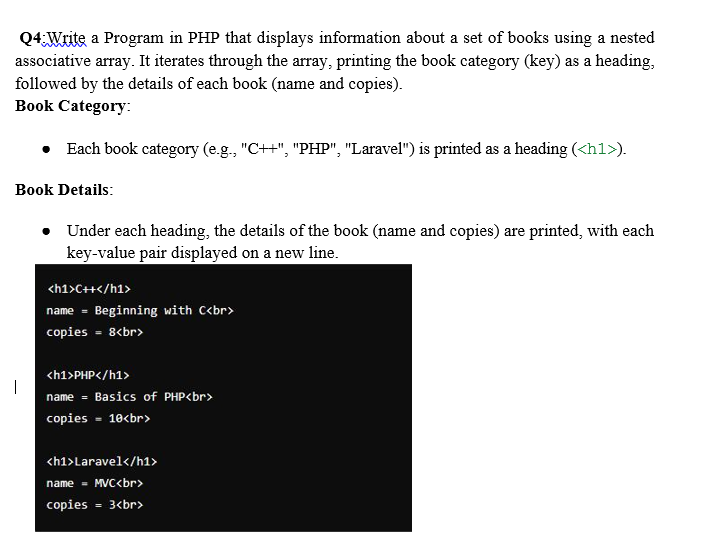 Q4:Write a Program in PHP that displays information about a set of books using a nested
associative array. It iterates through the array, printing the book category (key) as a heading,
followed by the details of each book (name and copies).
Book Category:
● Each book category (e.g., "C++", "PHP", "Laravel") is printed as a heading (<h1>).
Book Details:
● Under each heading, the details of the book (name and copies) are printed, with each
key-value pair displayed on a new line.
<h1>C++</h1>
name = Beginning with C<br>
copies = 8<br>
<h1>PHP</h1>
name = Basics of PHP<br>
copies = 10<br>
<h1>Laravel</h1>
name = MVC<br>
copies = 3<br>